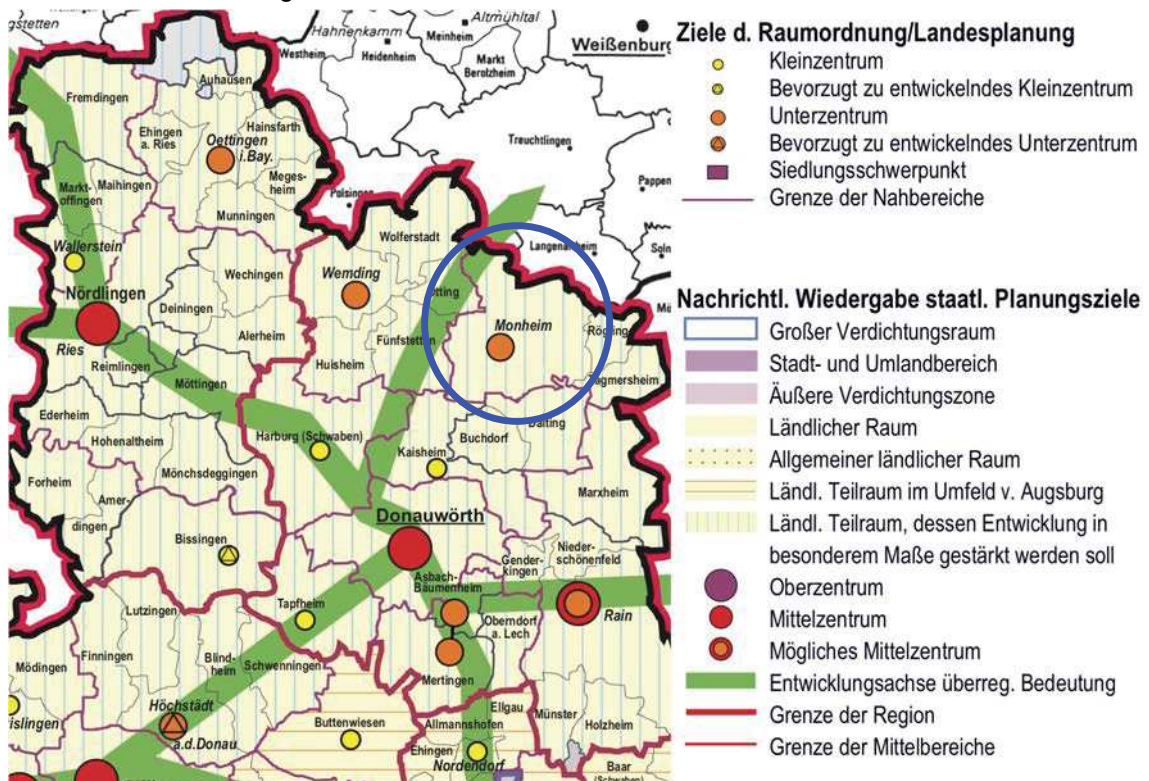 Altmühltal
Hahnenkamm
Meinheim
Westheim
Heidenheim
Markt
Berolzheim
Weißenburg
Auhausen
Fremdingen
Ehingen
a. Ries
Hainsfarth
Oettingen
i.Bay.
Treuchtlingen
Meges-
heim
Markt-
offingen
Maihingen
Polsingen
Munningen
Wolferstadt
Wallerstein
Wechingen
Wemding
Nördlingen
Deiningen
Monheim
Ries
Alerheim
Fünfstetten
Reimlingen
Huisheim
Möttingen
Ederheim
Harburg (Schwaben)
Buchdorf
Daiting
Hohenaltheim
Kaisheim
Forheim
Mönchsdeggingen
Marxheim
Amer-
dingen
Donauwörth
Bissingen
Gender-
kingen
Nieder-
schönenfeld
Asbach-
Bäumenheim
Lutzingen
Tapfheim
Oberndorf
a. Lech
Rain
Finningen
Mödingen
Blind-
heim
Schwenningen
Mertingen
Höchstädt
a.d.Donau
Ellgau
Buttenwiesen
Allmannshofen
Münster
Holzheim
Ehingen
Nordendorf
Baar
(Schwaben)
Ziele d. Raumordnung/Landesplanung
Kleinzentrum
Bevorzugt zu entwickelndes Kleinzentrum
Unterzentrum
Bevorzugt zu entwickelndes Unterzentrum
Siedlungsschwerpunkt
Grenze der Nahbereiche
Nachrichtl. Wiedergabe staatl. Planungsziele
Großer Verdichtungsraum
Stadt- und Umlandbereich
Äußere Verdichtungszone
Ländlicher Raum
Allgemeiner ländlicher Raum
Ländl. Teilraum im Umfeld v. Augsburg
Ländl. Teilraum, dessen Entwicklung in
besonderem Maße gestärkt werden soll
Oberzentrum
Mittelzentrum
Mögliches Mittelzentrum
Entwicklungsachse überreg. Bedeutung
Grenze der Region
Grenze der Mittelbereiche